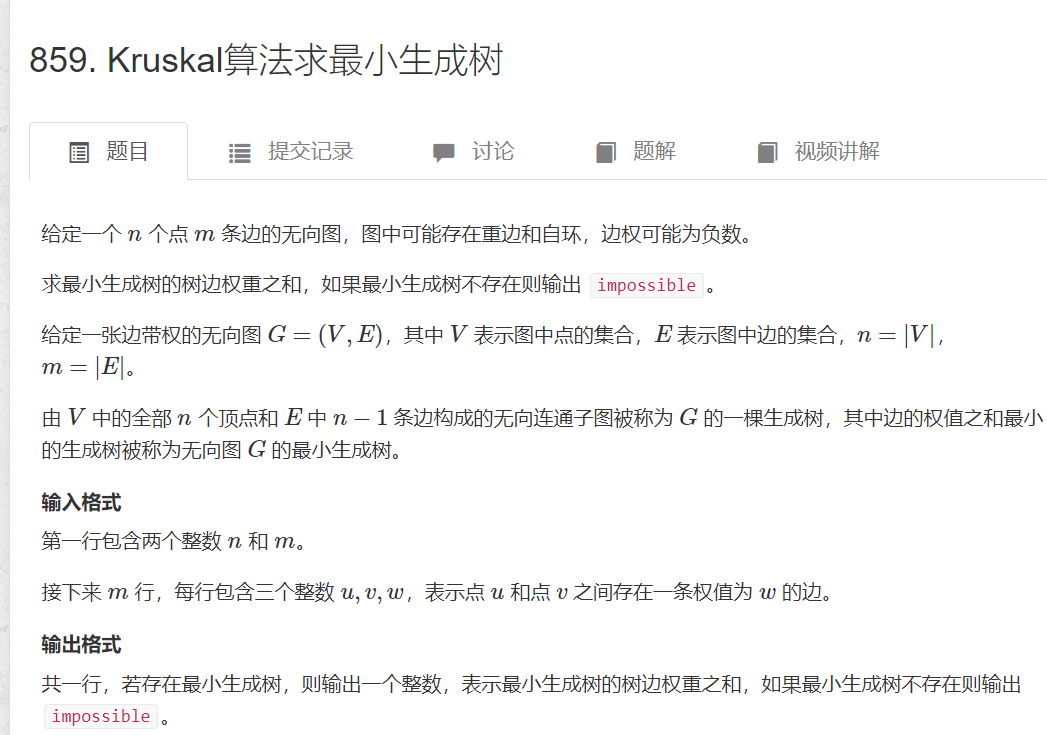 859. Kruskal算法求最小生成树
题目 提交记录 讨论 题解 视频讲解
给定一个 n 个点 m 条边的无向图，图中可能存在重边和自环，边权可能为负数。
求最小生成树的树边权重之和，如果最小生成树不存在则输出 impossible 。
给定一张边带权的无向图 G = (V, E)，其中 V 表示图中点的集合，E 表示图中边的集合，n = |V|，
m = |E|。
由 V 中的全部 n 个顶点和 E 中 n − 1 条边构成的无向连通子图被称为 G 的一棵生成树，其中边的权值之和最小
的生成树被称为无向图 G 的最小生成树。
输入格式
第一行包含两个整数 n 和 m。
接下来 m 行，每行包含三个整数 u, v, w，表示点 u 和点 v 之间存在一条权值为 w 的边。
输出格式
共一行，若存在最小生成树，则输出一个整数，表示最小生成树的树边权重之和，如果最小生成树不存在则输出
impossible 。